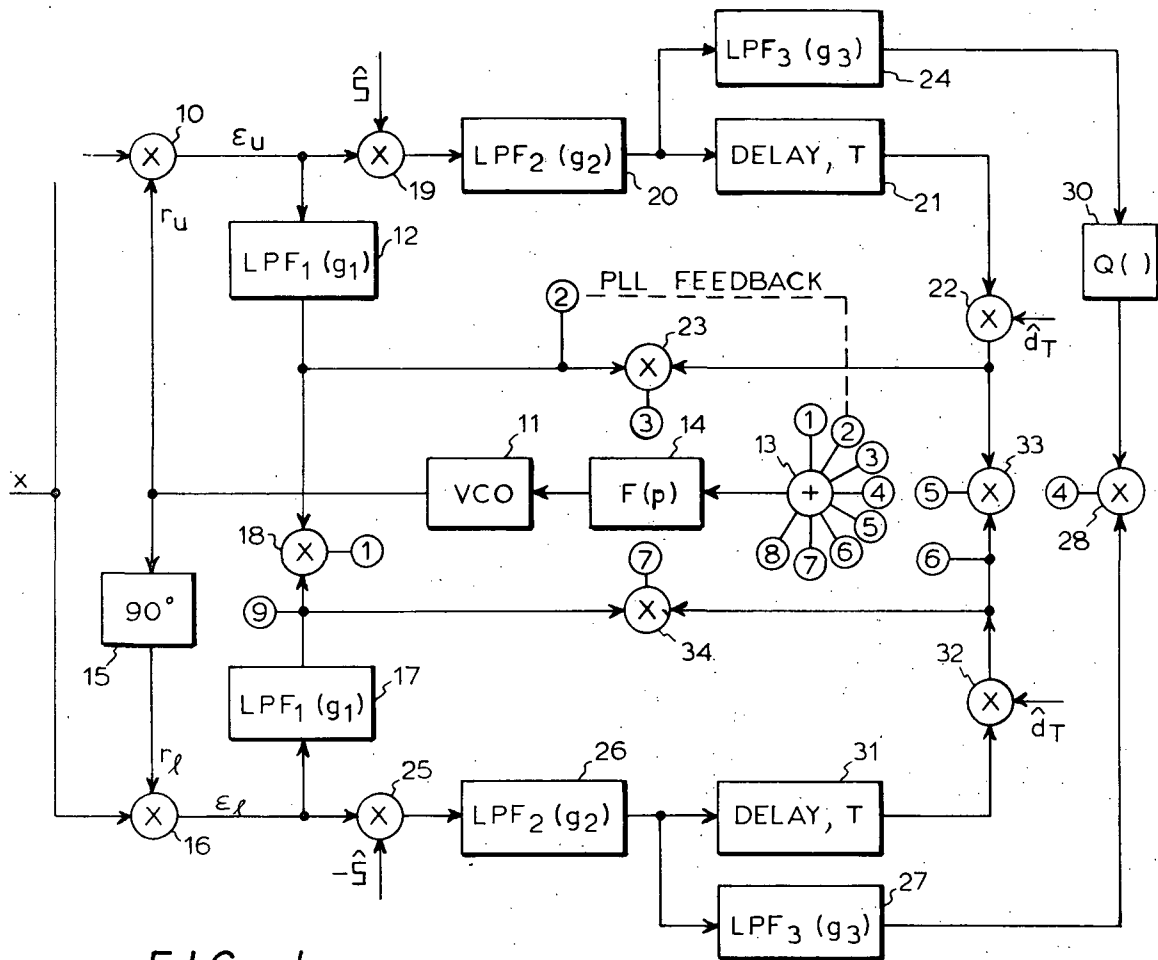 LPF3 (g3)
24
Ŝ
10
X
εu
X
19
LPF2 (g2)
20
DELAY, T
21
30
Q( )
ru
LPF1 (g1)
12
2
PLL FEEDBACK
22
X
d̂T
23
X
3
x
11
VCO
14
F(p)
13
+
1
2
3
4
5
6
7
8
33
5
X
4
X
28
18
X
1
7
6
90°
15
9
X
34
17
LPF1 (g1)
32
X
d̂T
rℓ
X
16
εℓ
25
X
-Ŝ
26
LPF2 (g2)
31
DELAY, T
27
LPF3 (g3)